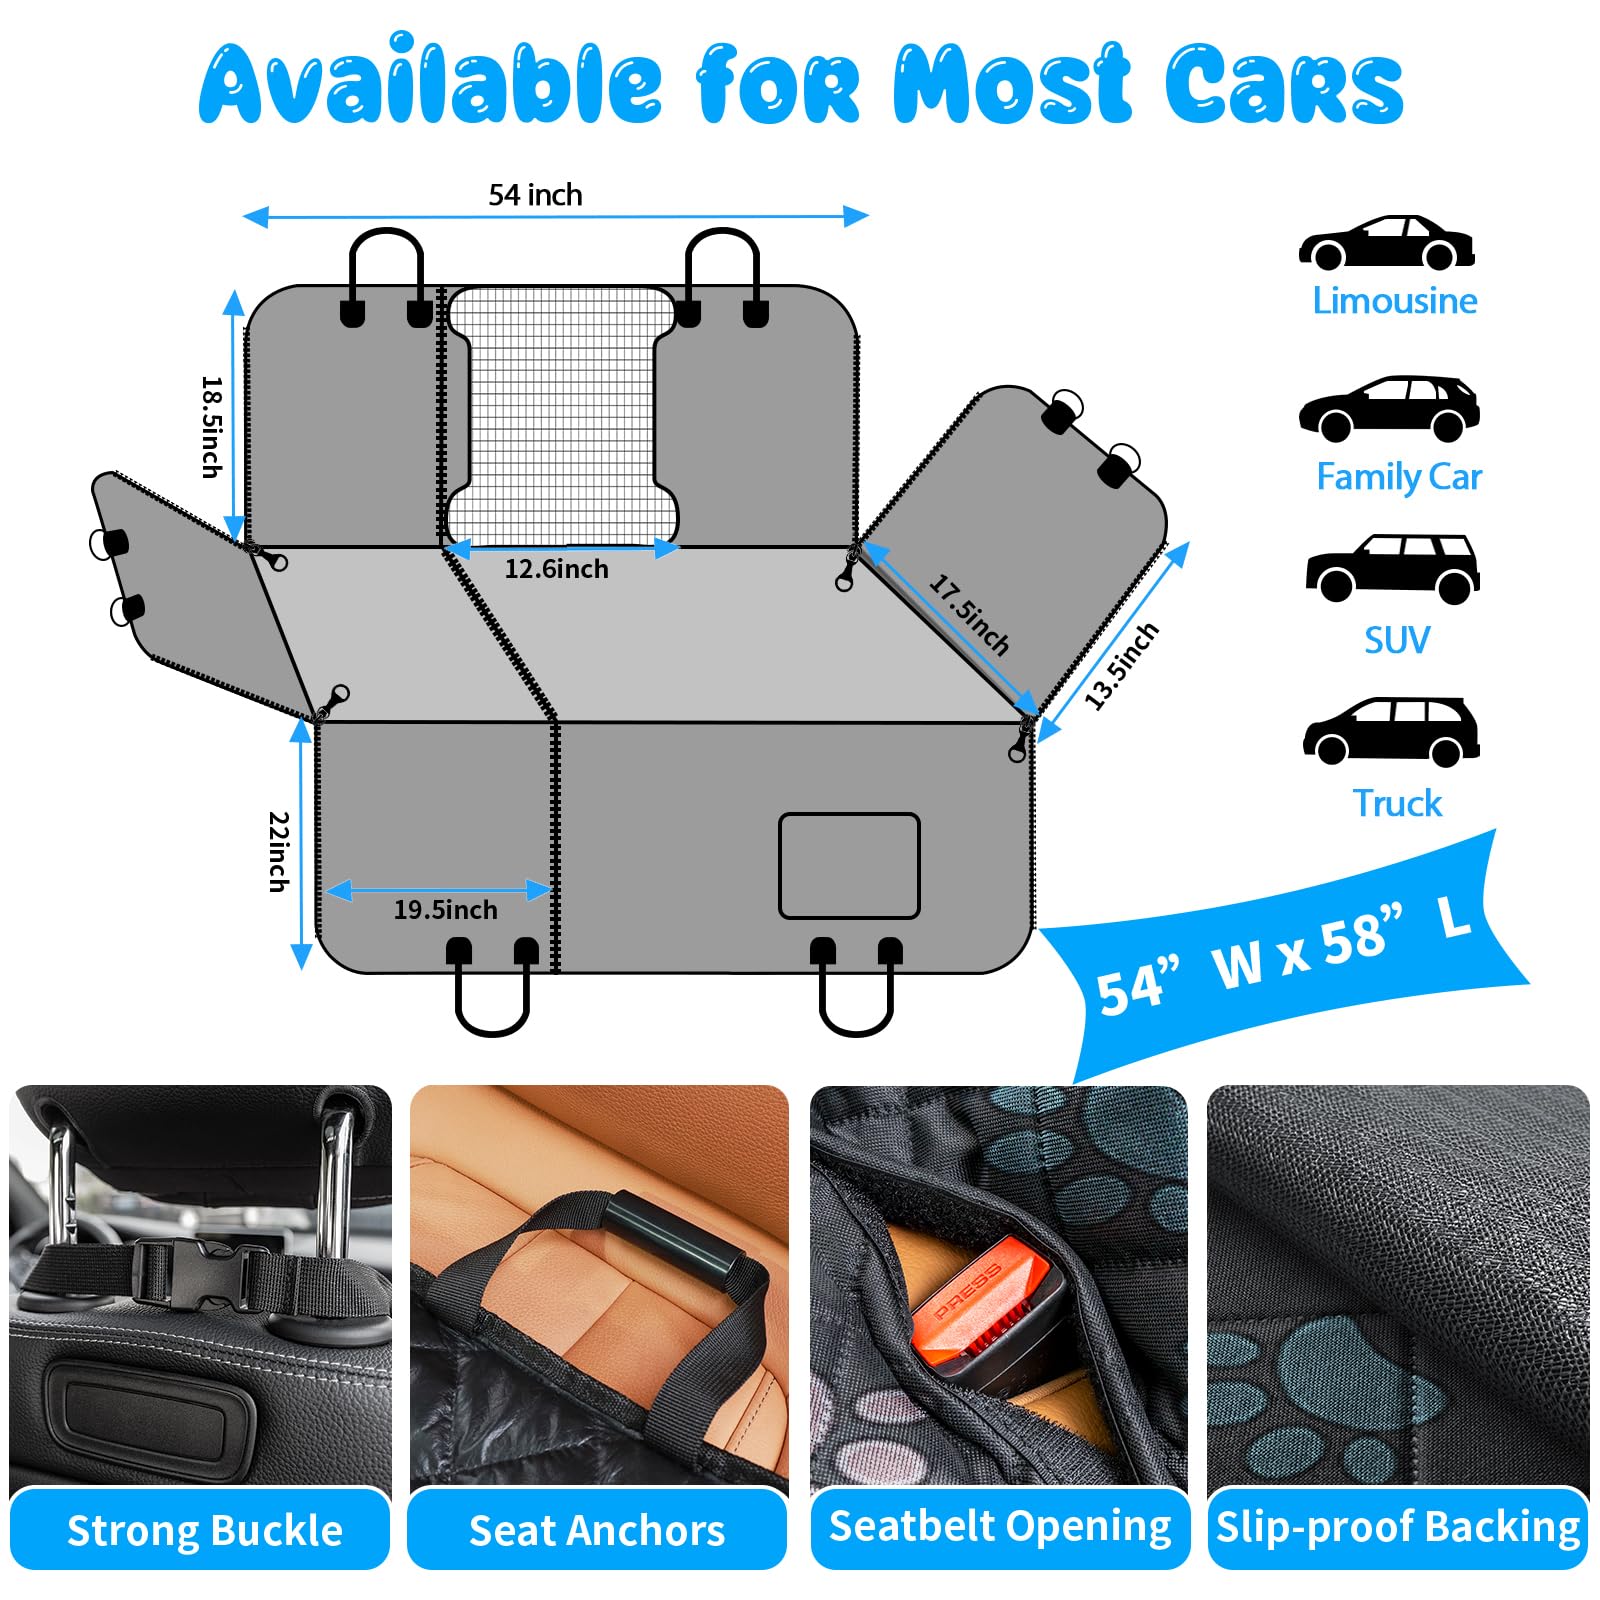 Available for Most Cars
54 inch
18.5inch
12.6inch
17.5inch
13.5inch
22inch
19.5inch
Limousine
Family Car
SUV
Truck
54” W x 58” L
PRESS
Strong Buckle
Seat Anchors
Seatbelt Opening
Slip-proof Backing